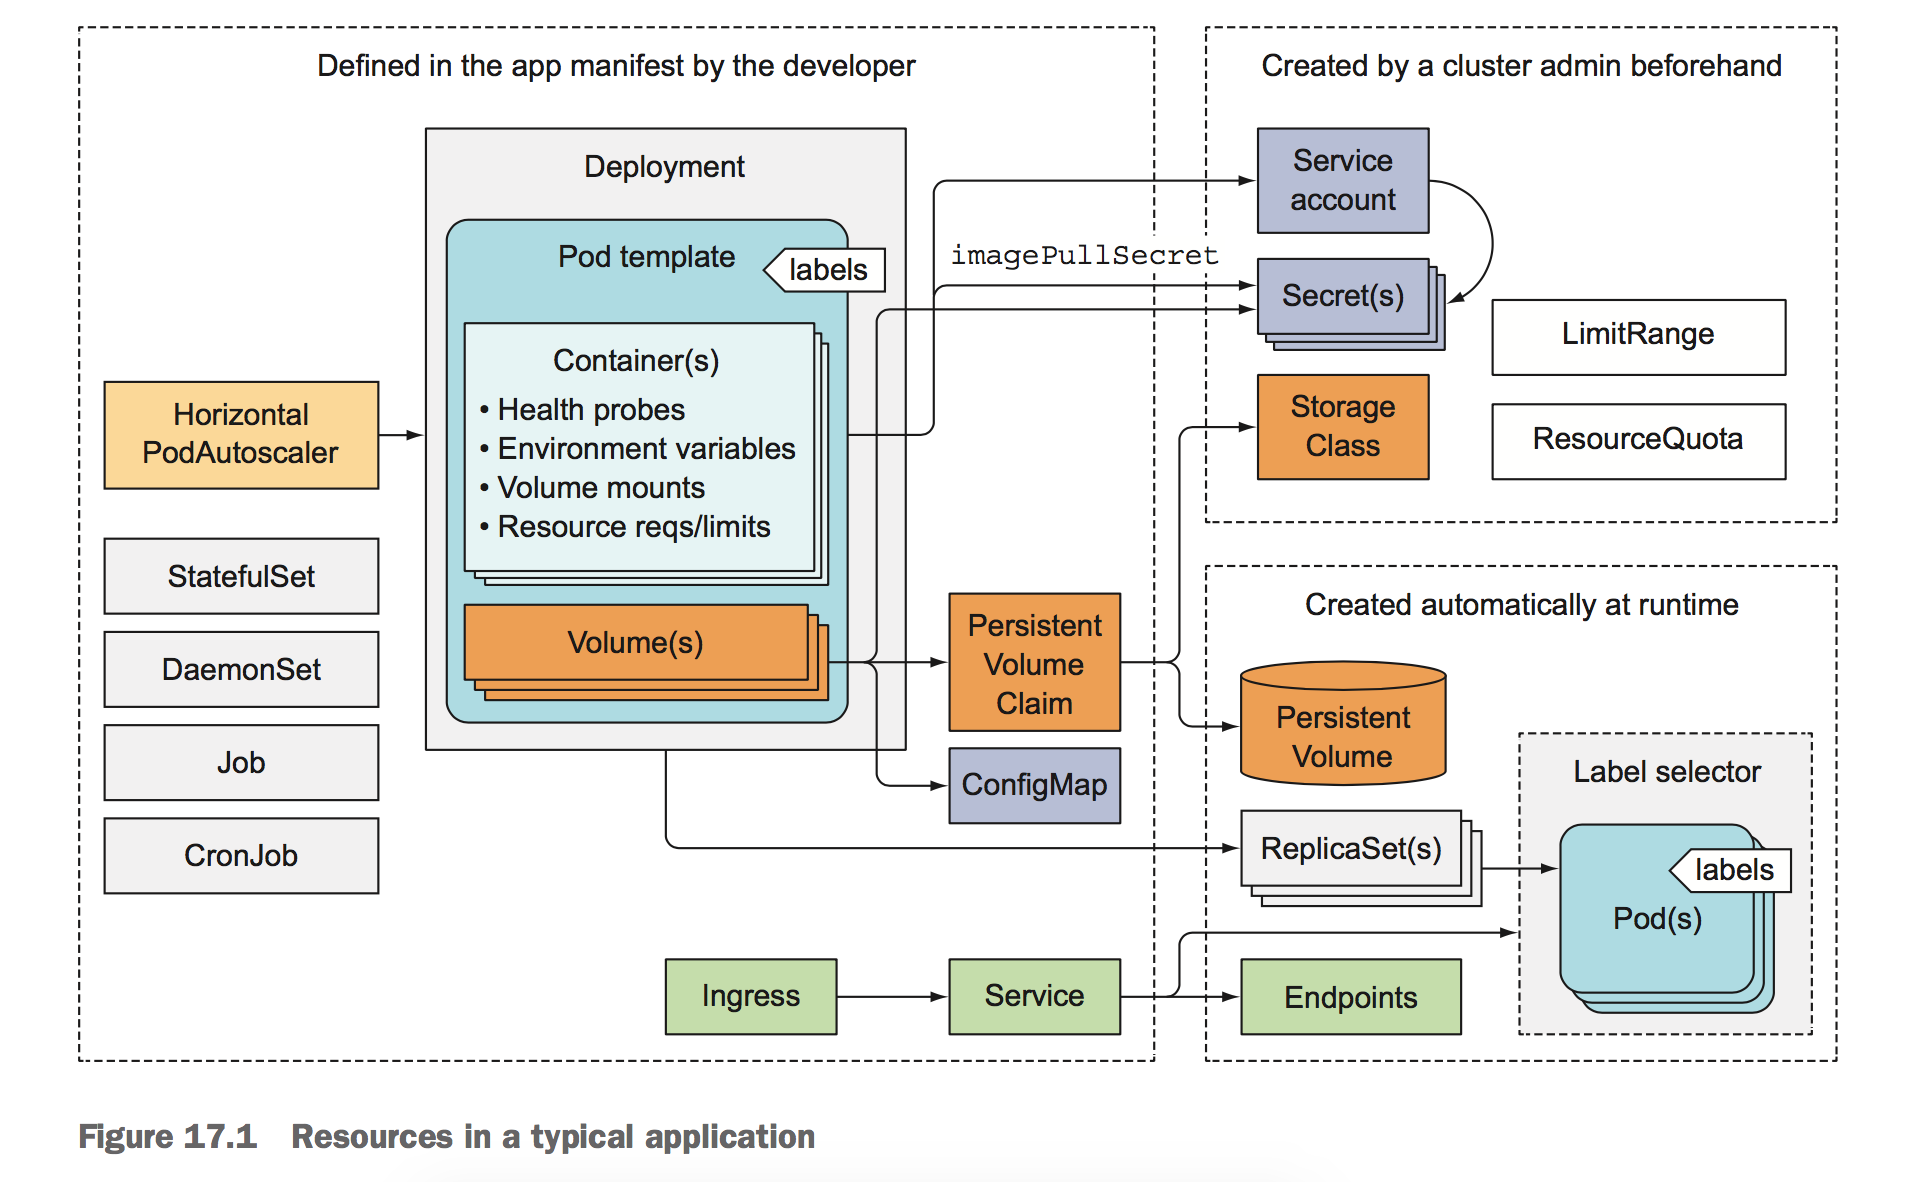 Defined in the app manifest by the developer
Deployment
Pod template
labels
Container(s)
• Health probes
• Environment variables
• Volume mounts
• Resource reqs/limits
Volume(s)
Horizontal
PodAutoscaler
StatefulSet
DaemonSet
Job
CronJob
Persistent
Volume
Claim
ConfigMap
Ingress
Service
imagePullSecret
Created by a cluster admin beforehand
Service
account
Secret(s)
Storage
Class
LimitRange
ResourceQuota
Created automatically at runtime
Persistent
Volume
ReplicaSet(s)
Endpoints
Label selector
labels
Pod(s)
Figure 17.1 Resources in a typical application